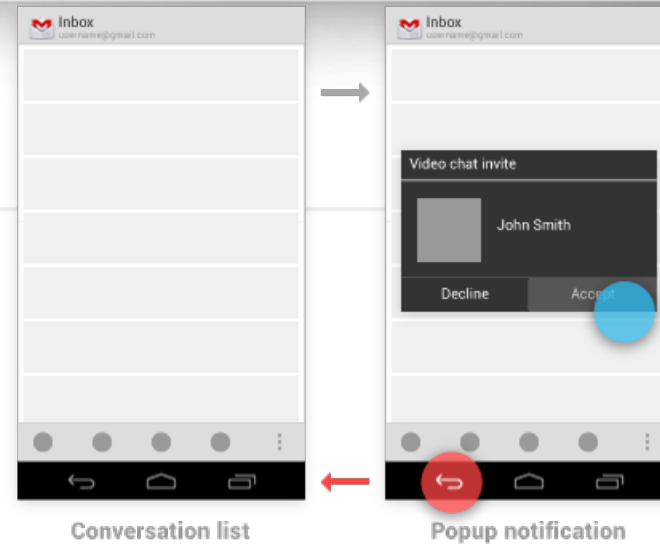 Inbox
username@gmail.com
Inbox
username@gmail.com
Video chat invite
John Smith
Decline
Accept
Conversation list
Popup notification